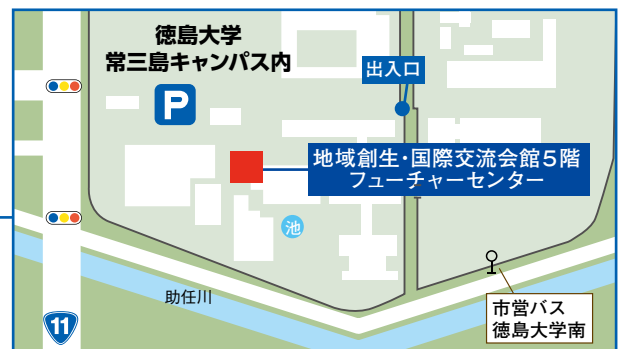 徳島大学
常三島キャンパス内
P
出入口
地域創生・国際交流会館5階
フューチャーセンター
池
助任川
市営バス
徳島大学南
11